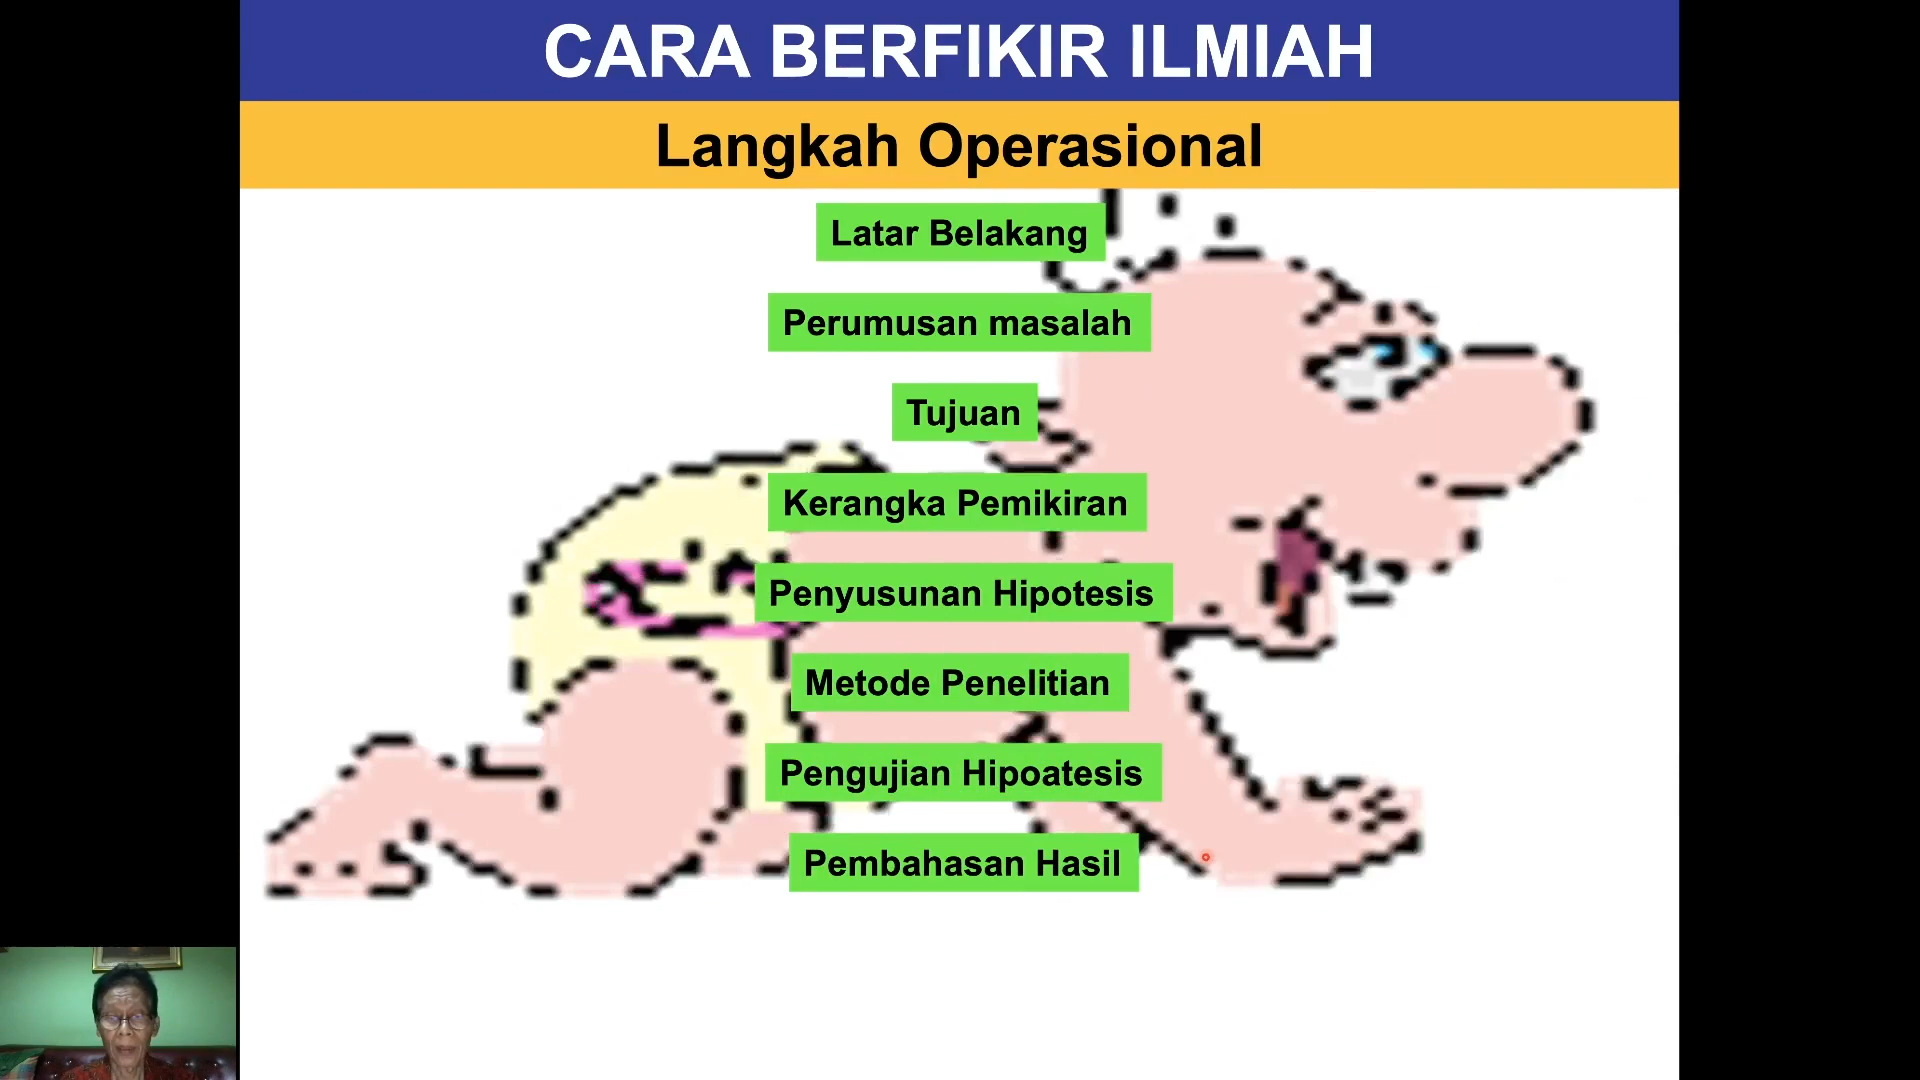 CARA BERFIKIR ILMIAH
Langkah Operasional
Latar Belakang
Perumusan masalah
Tujuan
Kerangka Pemikiran
Penyusunan Hipotesis
Metode Penelitian
Pengujian Hipoatesis
Pembahasan Hasil